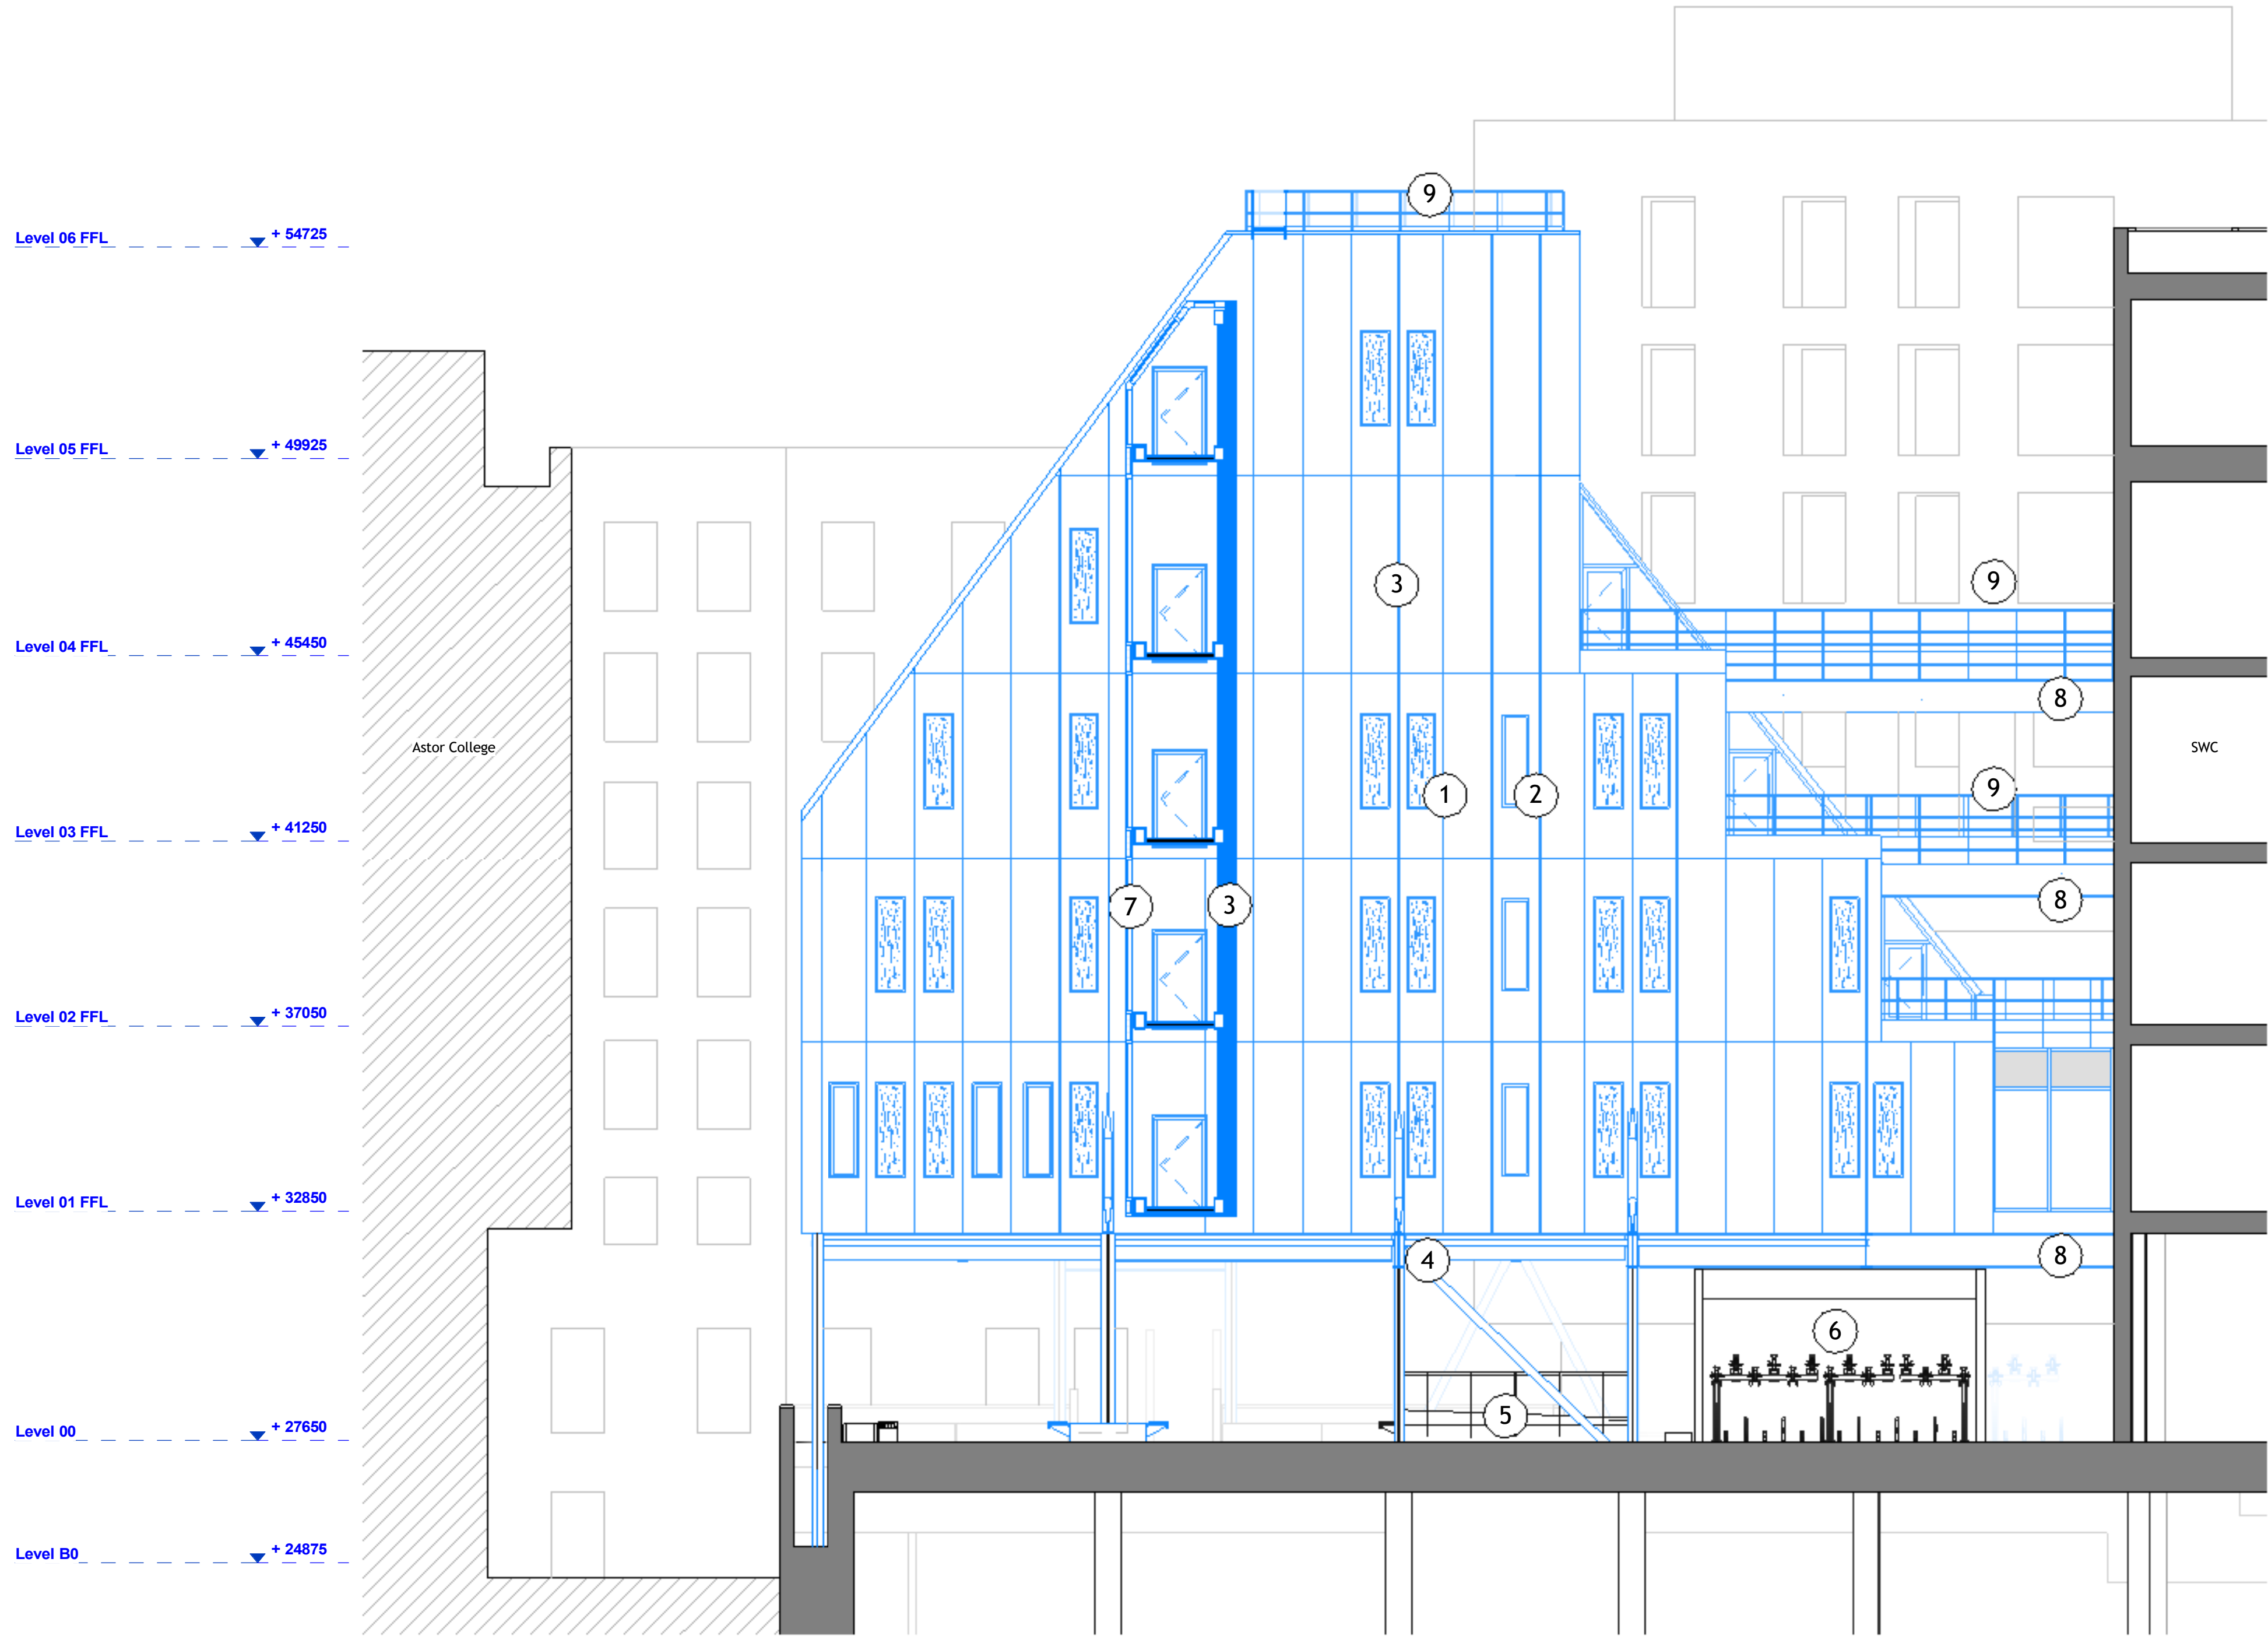 9
Level 06 FFL + 54725
Level 05 FFL + 49925
3
9
Level 04 FFL + 45450
8
Astor College
SWC
1
2
9
Level 03 FFL + 41250
7
3
8
Level 02 FFL + 37050
Level 01 FFL + 32850
4
8
6
5
Level 00 + 27650
Level B0 + 24875